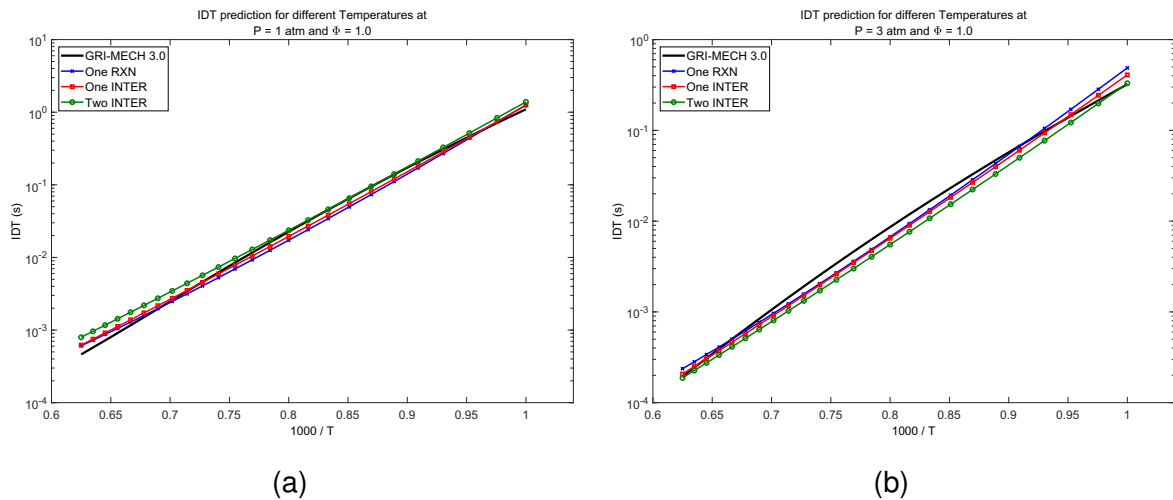 IDT prediction for different Temperatures at
P = 1 atm and Φ = 1.0
10^1
10^0
10^-1
10^-2
10^-3
10^-4
IDT (s)
GRI-MECH 3.0
One RXN
One INTER
Two INTER
0.6 0.65 0.7 0.75 0.8 0.85 0.9 0.95 1
1000 / T
(a)
IDT prediction for differen Temperatures at
P = 3 atm and Φ = 1.0
10^0
10^-1
10^-2
10^-3
10^-4
IDT (s)
GRI-MECH 3.0
One RXN
One INTER
Two INTER
0.6 0.65 0.7 0.75 0.8 0.85 0.9 0.95 1
1000 / T
(b)